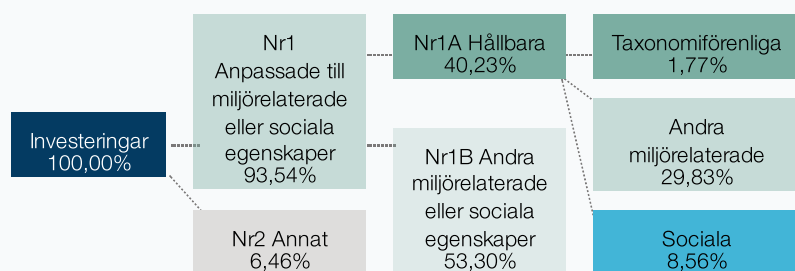 Investeringar
100,00%
Nr1
Anpassade till
miljörelaterade
eller sociala
egenskaper
93,54%
Nr2 Annat
6,46%
Nr1A Hållbara
40,23%
Nr1B Andra
miljörelaterade
eller sociala
egenskaper
53,30%
Taxonomiförenliga
1,77%
Andra
miljörelaterade
29,83%
Sociala
8,56%